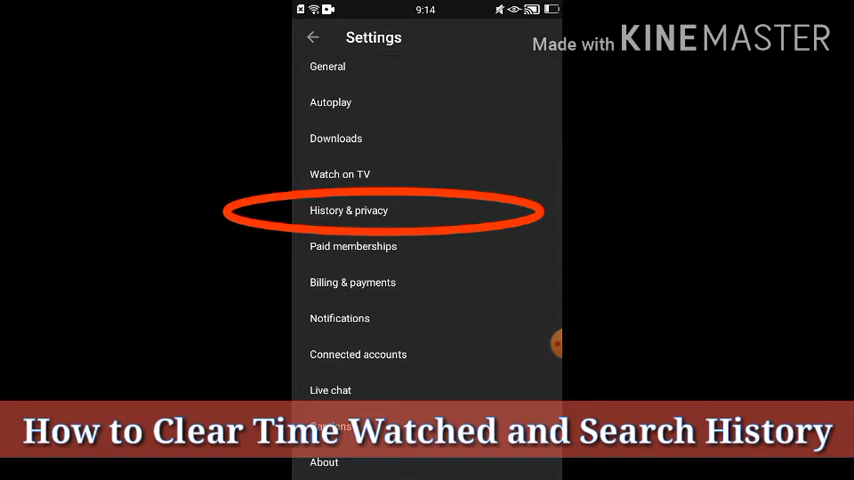 9:14
Settings
Made with KINEMASTER
General
Autoplay
Downloads
Watch on TV
History & privacy
Paid memberships
Billing & payments
Notifications
Connected accounts
Live chat
Captions
How to Clear Time Watched and Search History
About